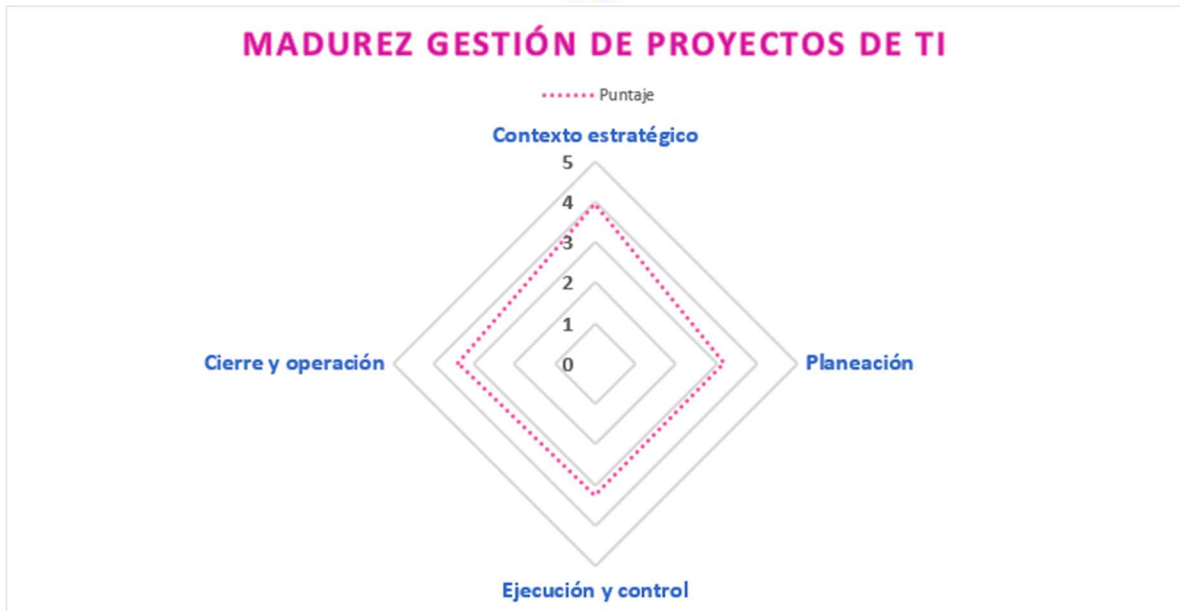 MADUREZ GESTIÓN DE PROYECTOS DE TI
Puntaje
Contexto estratégico
5
4
3
2
1
0
Cierre y operación
Planeación
Ejecución y control